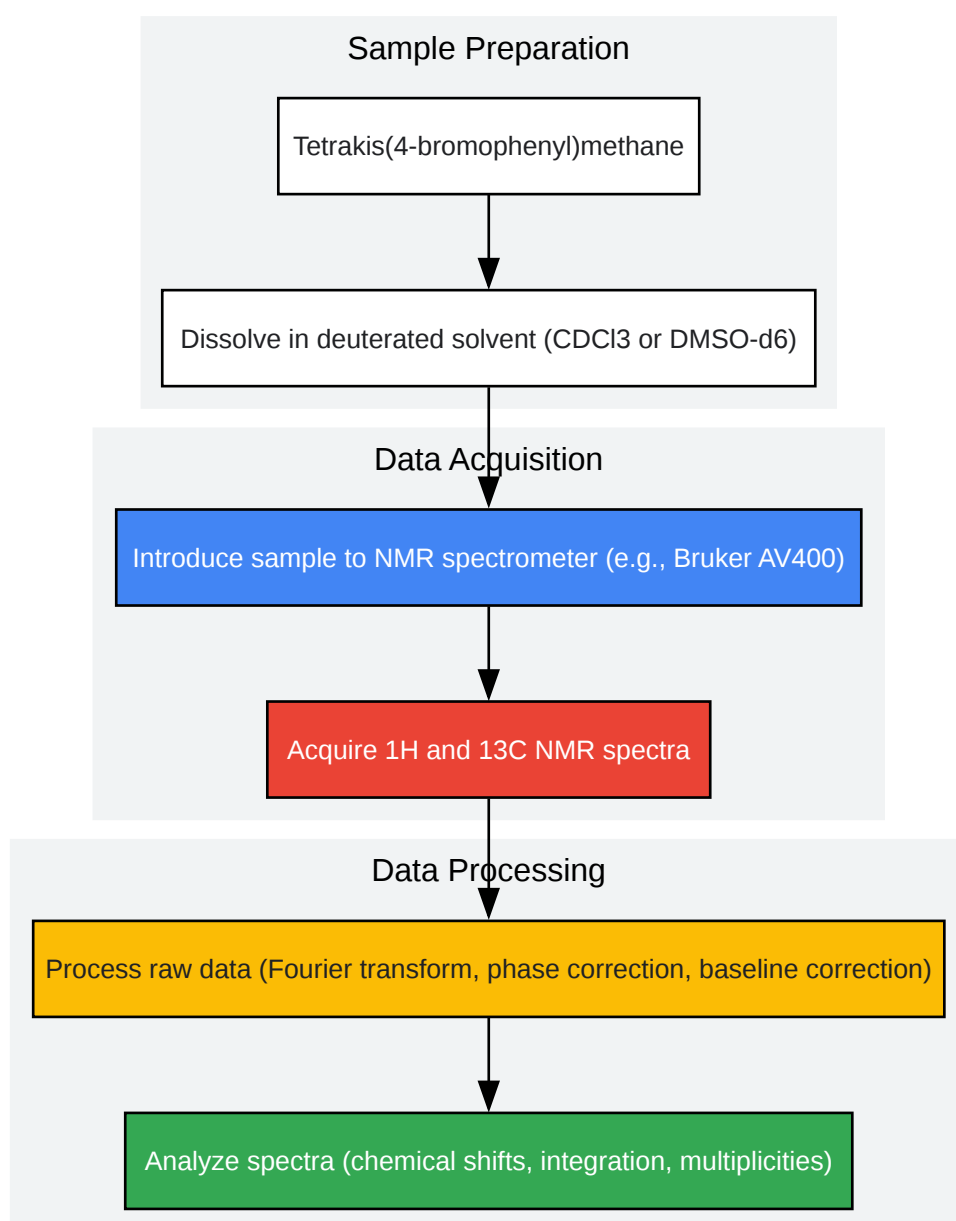 Sample Preparation
Tetrakis(4-bromophenyl)methane
Dissolve in deuterated solvent (CDCl3 or DMSO-d6)
Data Acquisition
Introduce sample to NMR spectrometer (e.g., Bruker AV400)
Acquire 1H and 13C NMR spectra
Data Processing
Process raw data (Fourier transform, phase correction, baseline correction)
Analyze spectra (chemical shifts, integration, multiplicities)